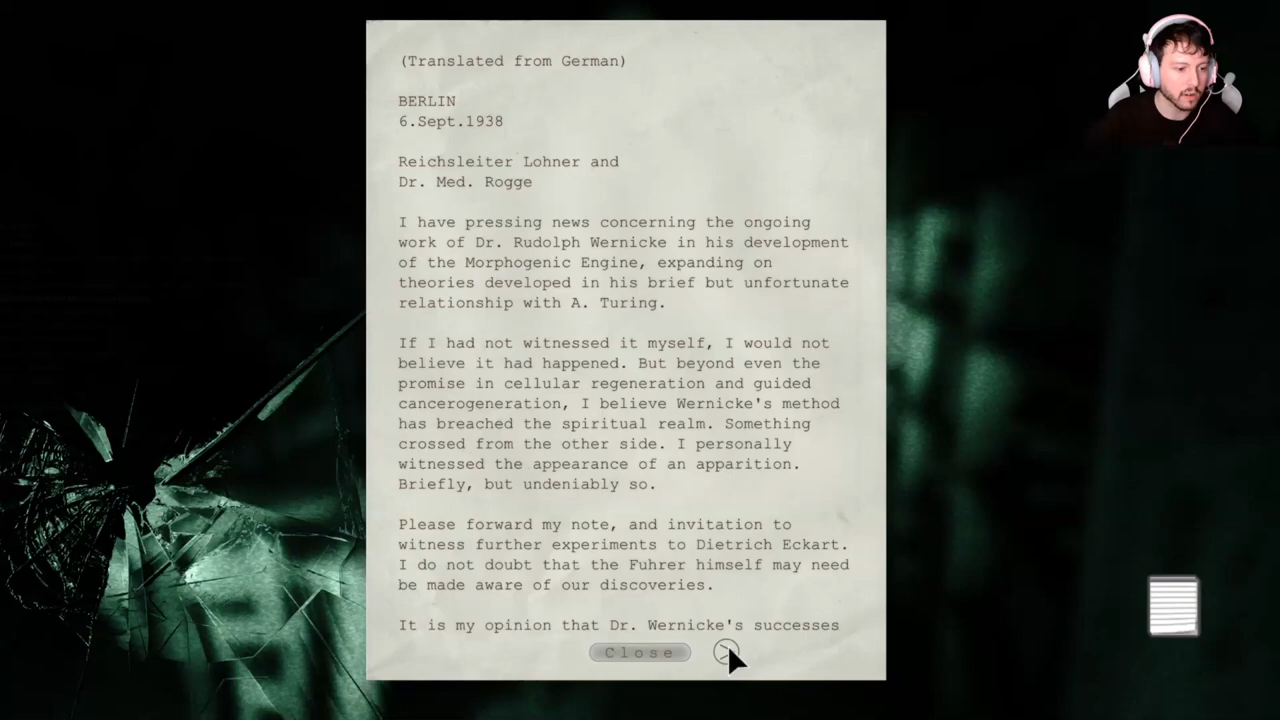 (Translated from German)
BERLIN
6.Sept.1938
Reichsleiter Lohner and
Dr. Med. Rogge
I have pressing news concerning the ongoing
work of Dr. Rudolph Wernicke in his development
of the Morphogenic Engine, expanding on
theories developed in his brief but unfortunate
relationship with A. Turing.
If I had not witnessed it myself, I would not
believe it had happened. But beyond even the
promise in cellular regeneration and guided
cancerogeneration, I believe Wernicke's method
has breached the spiritual realm. Something
crossed from the other side. I personally
witnessed the appearance of an apparition.
Briefly, but undeniably so.
Please forward my note, and invitation to
witness further experiments to Dietrich Eckart.
I do not doubt that the Fuhrer himself may need
be made aware of our discoveries.
It is my opinion that Dr. Wernicke's successes
Close